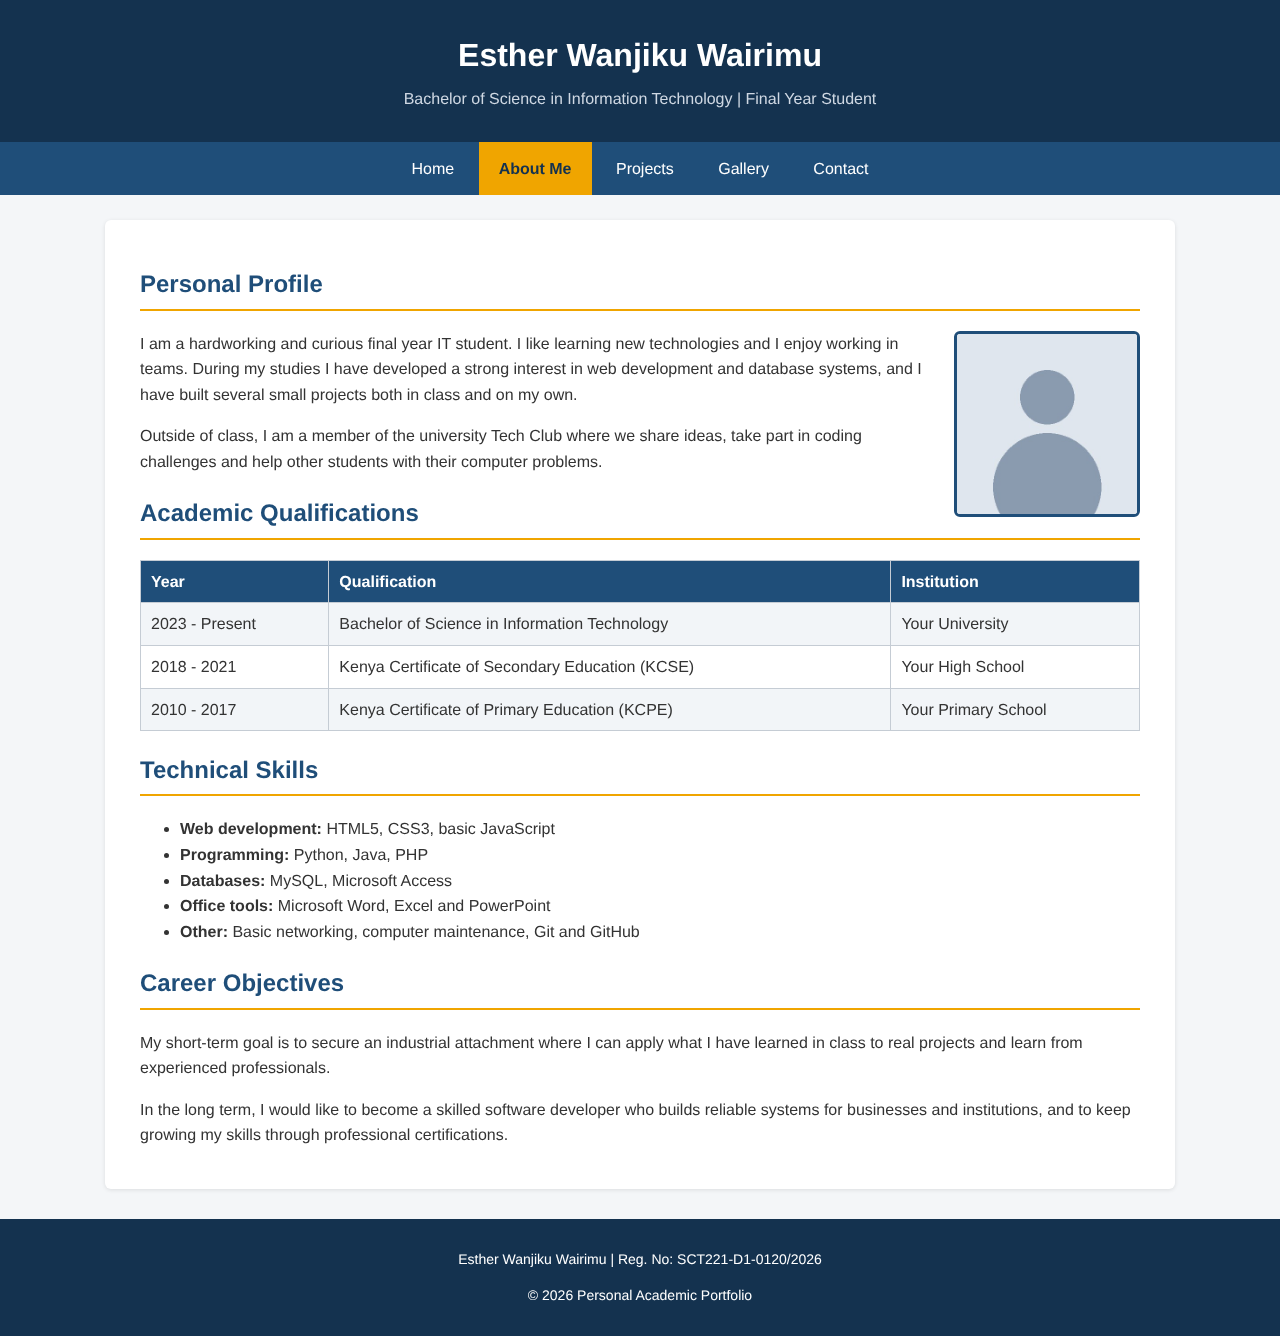 Esther Wanjiku Wairimu
Bachelor of Science in Information Technology | Final Year Student
Home About Me Projects Gallery Contact
Personal Profile
I am a hardworking and curious final year IT student. I like learning new technologies and I enjoy working in
teams. During my studies I have developed a strong interest in web development and database systems, and I
have built several small projects both in class and on my own.
Outside of class, I am a member of the university Tech Club where we share ideas, take part in coding
challenges and help other students with their computer problems.
Academic Qualifications
Year Qualification Institution
2023 - Present Bachelor of Science in Information Technology Your University
2018 - 2021 Kenya Certificate of Secondary Education (KCSE) Your High School
2010 - 2017 Kenya Certificate of Primary Education (KCPE) Your Primary School
Technical Skills
• Web development: HTML5, CSS3, basic JavaScript
• Programming: Python, Java, PHP
• Databases: MySQL, Microsoft Access
• Office tools: Microsoft Word, Excel and PowerPoint
• Other: Basic networking, computer maintenance, Git and GitHub
Career Objectives
My short-term goal is to secure an industrial attachment where I can apply what I have learned in class to real projects and learn from
experienced professionals.
In the long term, I would like to become a skilled software developer who builds reliable systems for businesses and institutions, and to keep
growing my skills through professional certifications.
Esther Wanjiku Wairimu | Reg. No: SCT221-D1-0120/2026
© 2026 Personal Academic Portfolio